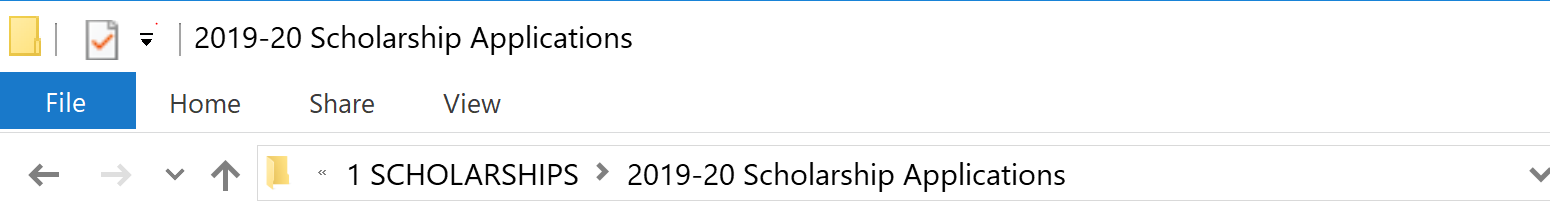 2019-20 Scholarship Applications
File Home Share View
« 1 SCHOLARSHIPS > 2019-20 Scholarship Applications